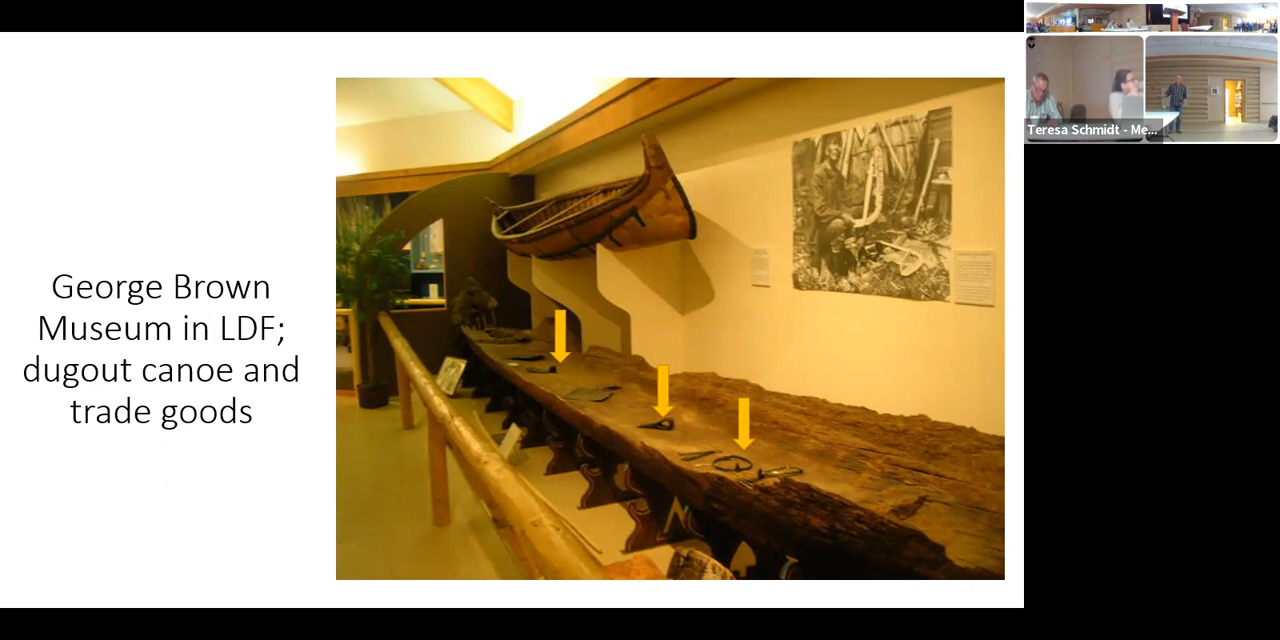 George Brown
Museum in LDF;
dugout canoe and
trade goods
Teresa Schmidt - Me...